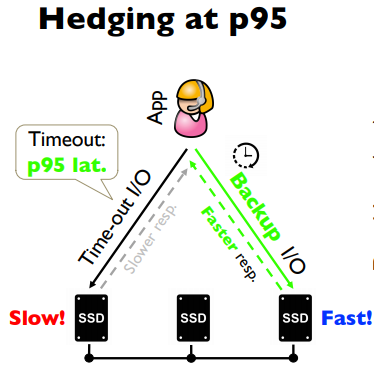 Hedging at p95
App
Timeout:
p95 lat.
Time-out I/O
Slower resp.
Backup I/O
Faster resp.
Slow!
SSD
SSD
SSD
Fast!